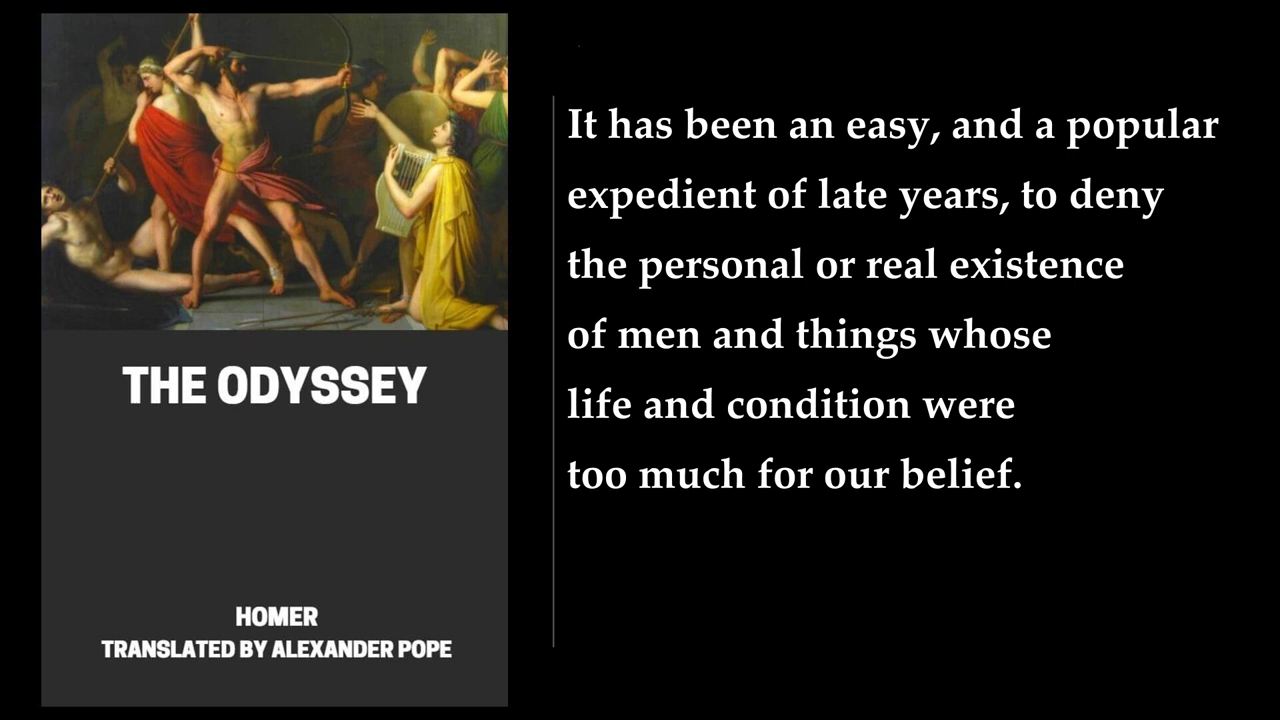 THE ODYSSEY
HOMER
TRANSLATED BY ALEXANDER POPE
It has been an easy, and a popular
expedient of late years, to deny
the personal or real existence
of men and things whose
life and condition were
too much for our belief.